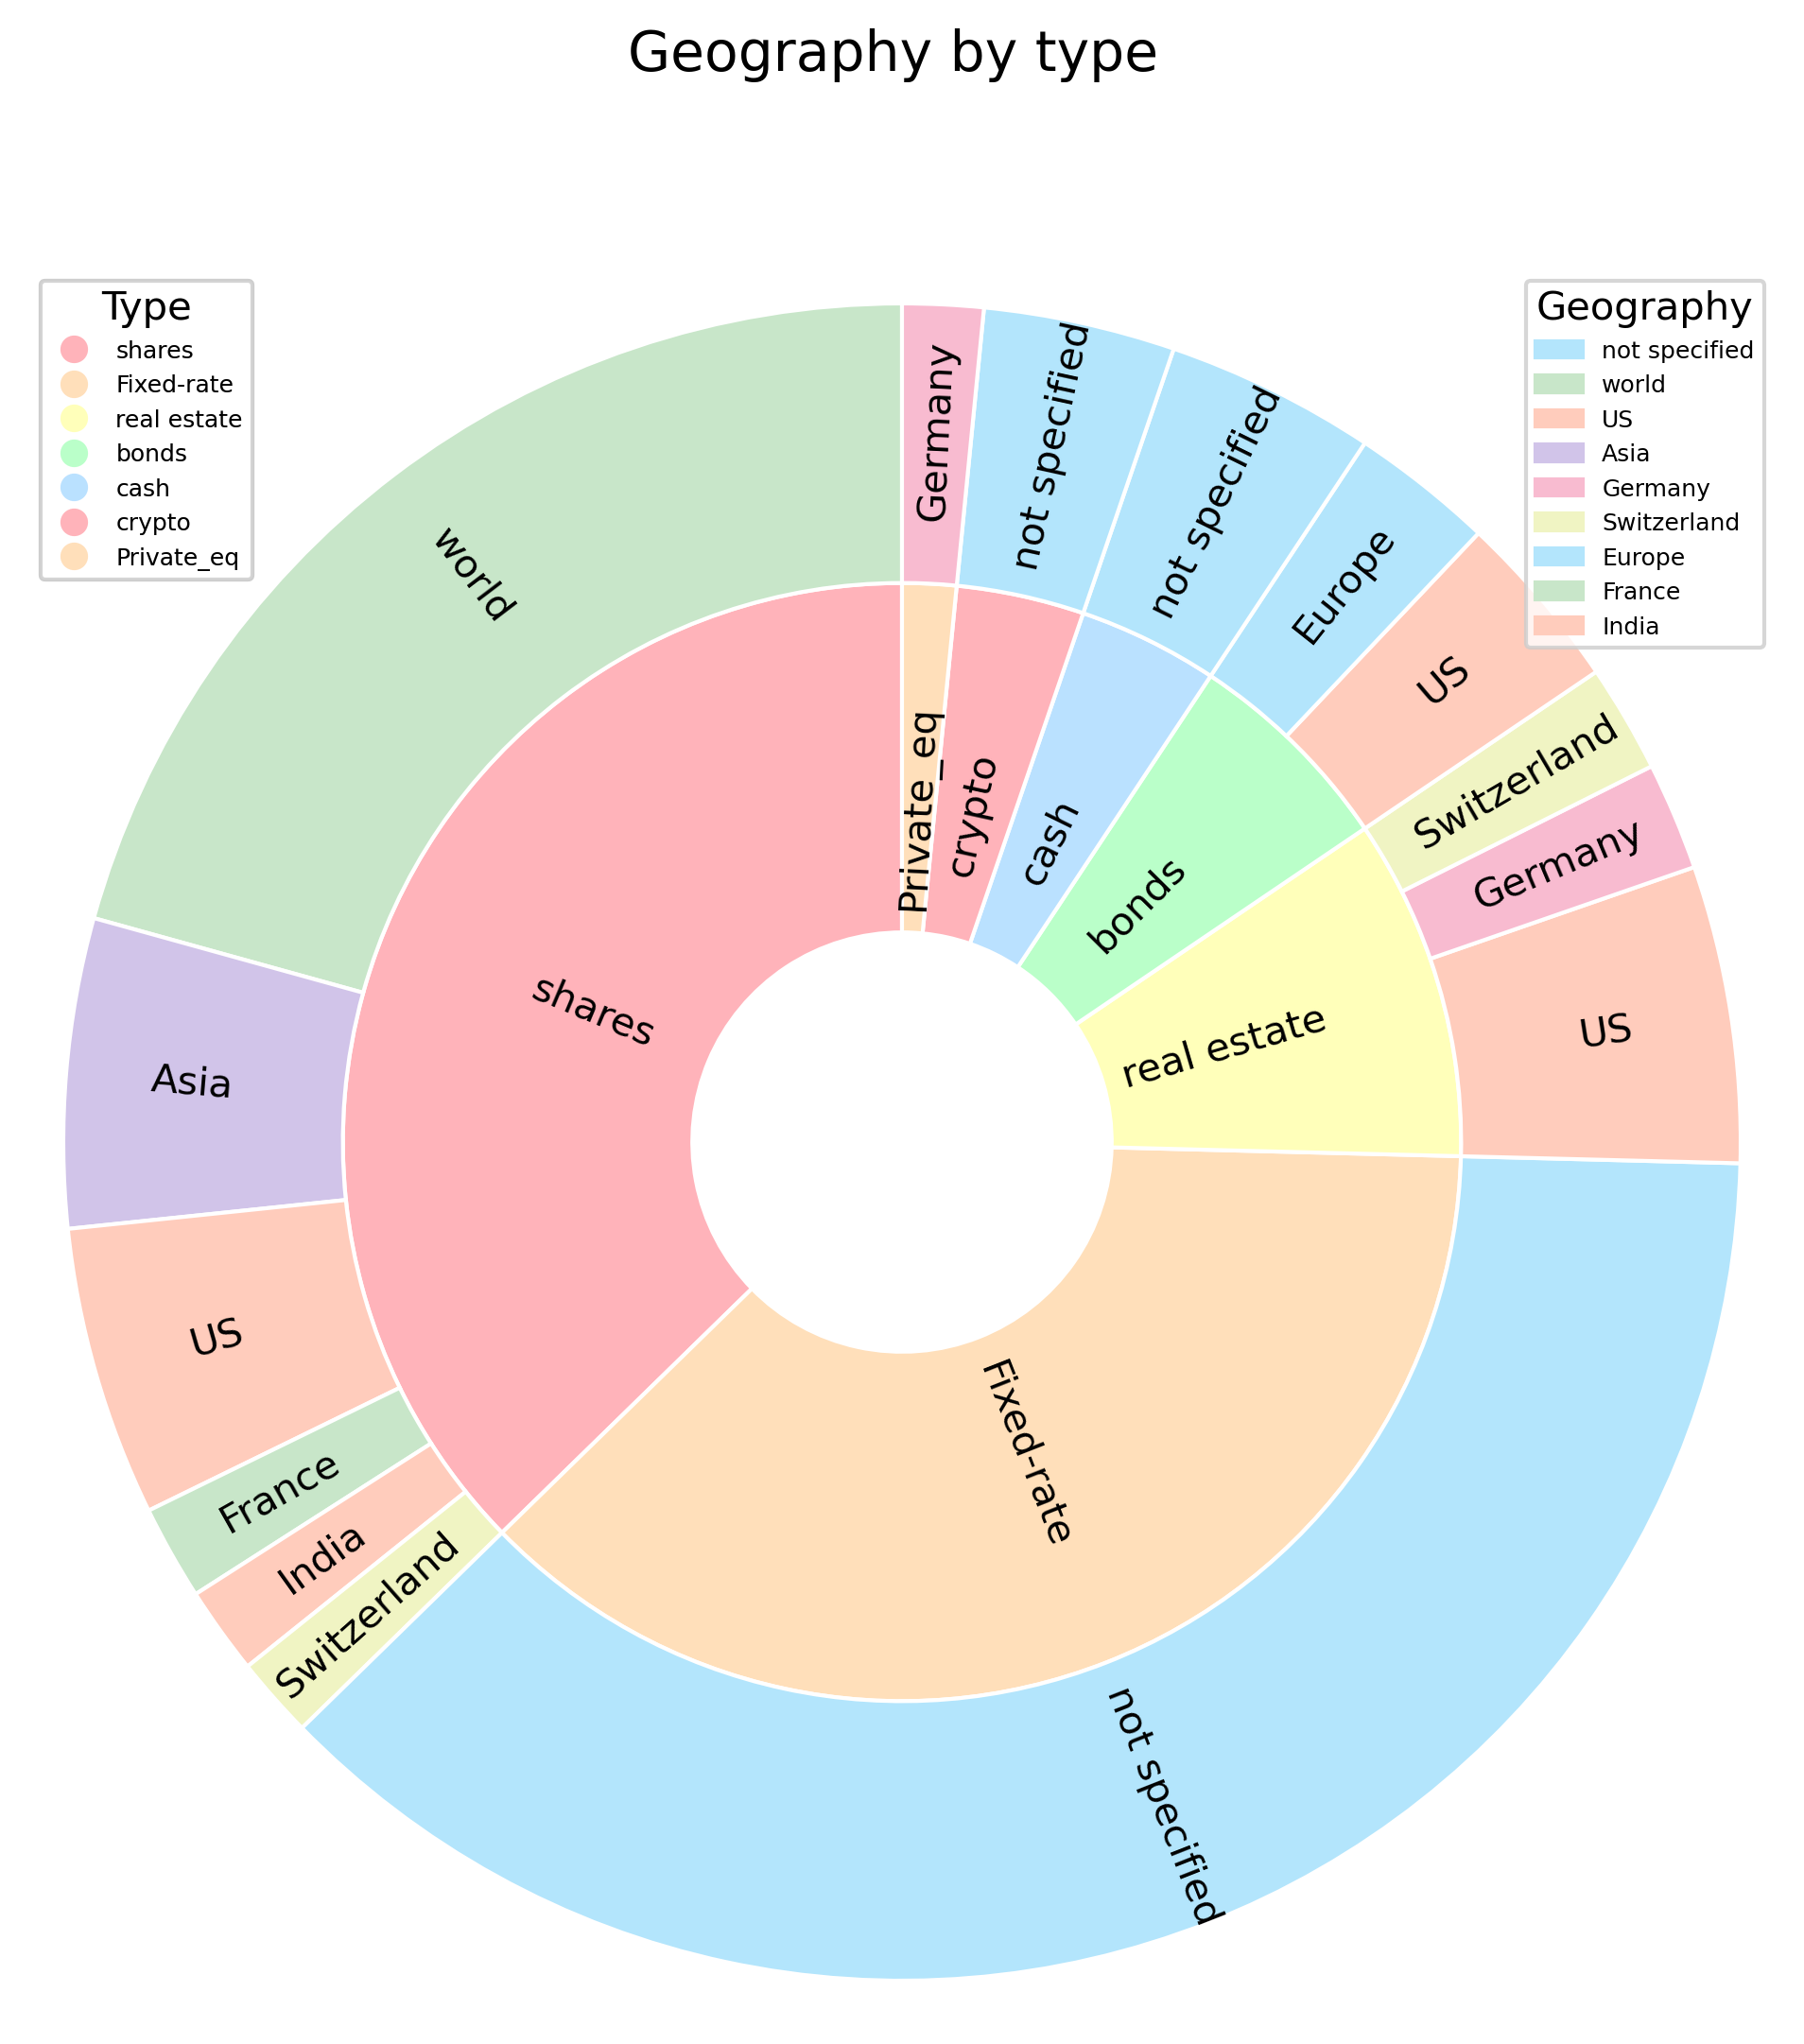 Geography by type
Type
shares
Fixed-rate
real estate
bonds
cash
crypto
Private_eq
Geography
not specified
world
US
Asia
Germany
Switzerland
Europe
France
India
world
Asia
US
France
India
Switzerland
not specified
US
Germany
Switzerland
US
Europe
not specified
not specified
Germany
shares
Fixed-rate
real estate
bonds
cash
crypto
Private_eq